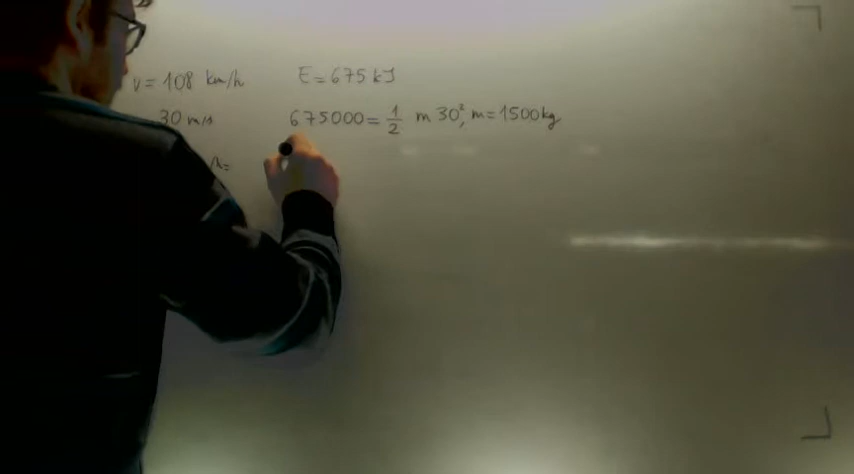 v = 108 km/h E = 675 kJ
30 m/s 675000 = 1/2 m 30², m = 1500 kg
/h =